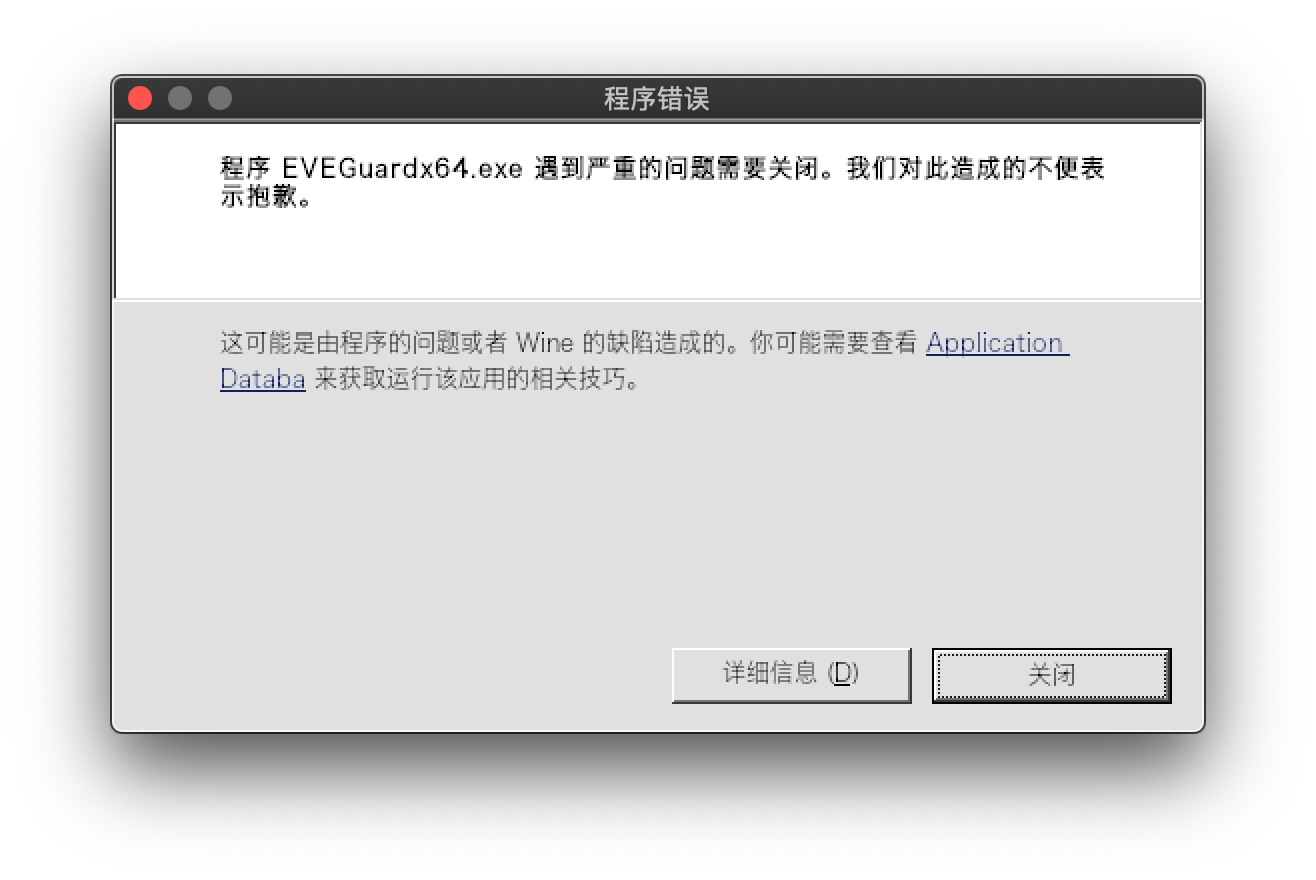 程序错误
程序 EVEGuardx64.exe 遇到严重的问题需要关闭。我们对此造成的不便表
示抱歉。
这可能是由程序的问题或者 Wine 的缺陷造成的。你可能需要查看 Application
Databa 来获取运行该应用的相关技巧。
详细信息 (D)
关闭